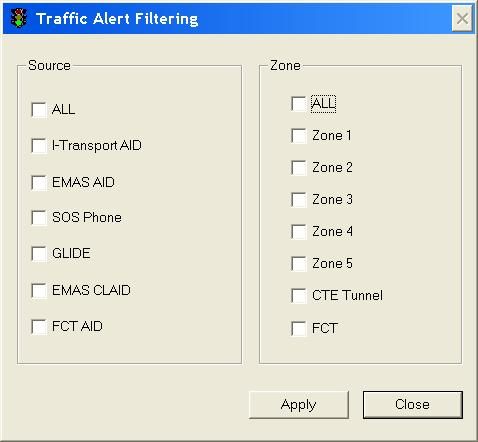 Traffic Alert Filtering
Source
ALL
I-Transport AID
EMAS AID
SOS Phone
GLIDE
EMAS CLAID
FCT AID
Zone
ALL
Zone 1
Zone 2
Zone 3
Zone 4
Zone 5
CTE Tunnel
FCT
Apply
Close